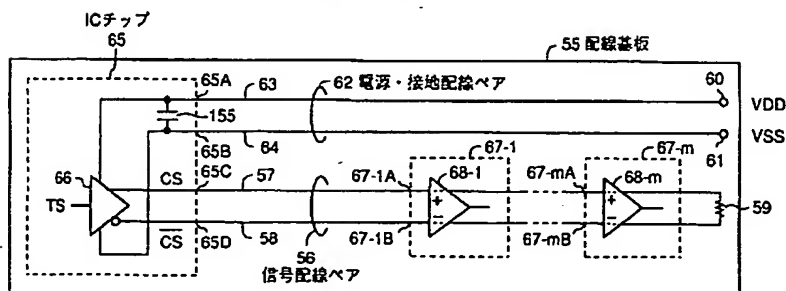 ICチップ
65
55 配線基板
65A
63
62 電源・接地配線ペア
60
VDD
155
65B
64
61
VSS
67-1
67-m
66
CS
65C
57
67-1A
68-1
67-mA
68-m
TS
+
+
59
−
−
CS
65D
58
56
67-1B
67-mB
信号配線ペア